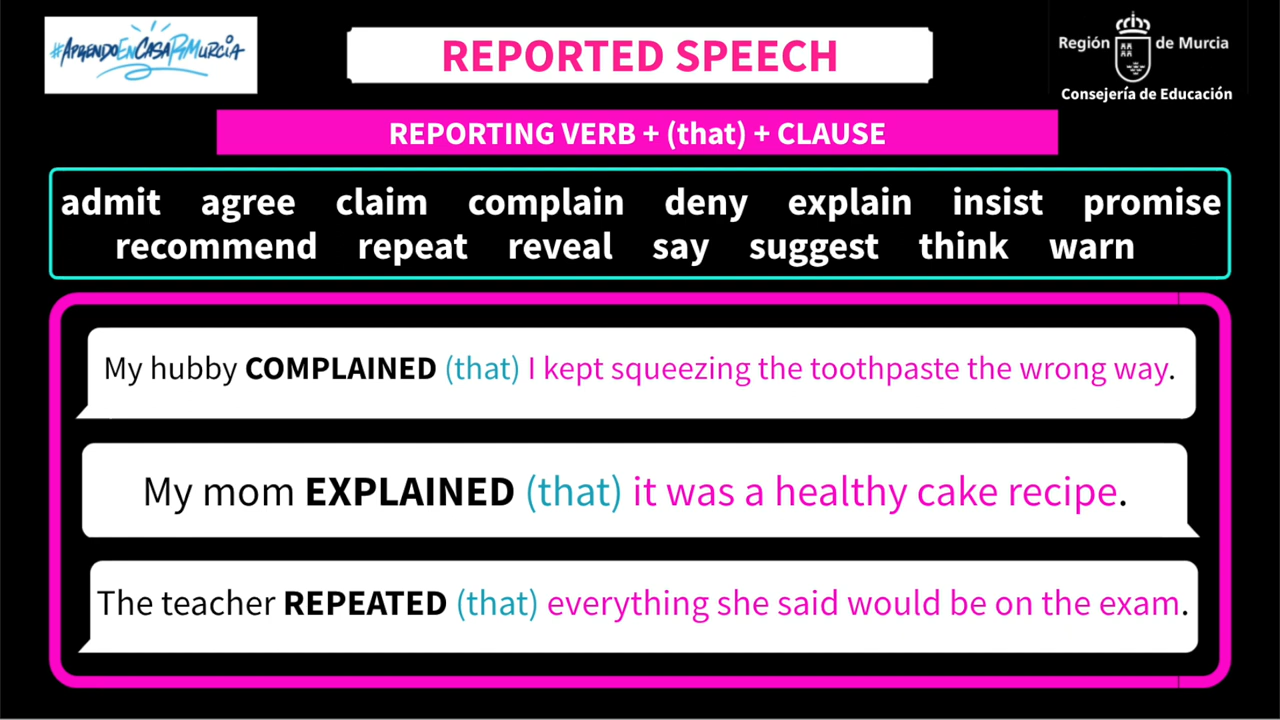 #AprendoEnCasaRMurcia
REPORTED SPEECH
Región de Murcia
Consejería de Educación
REPORTING VERB + (that) + CLAUSE
admit agree claim complain deny explain insist promise
recommend repeat reveal say suggest think warn
My hubby COMPLAINED (that) I kept squeezing the toothpaste the wrong way.
My mom EXPLAINED (that) it was a healthy cake recipe.
The teacher REPEATED (that) everything she said would be on the exam.